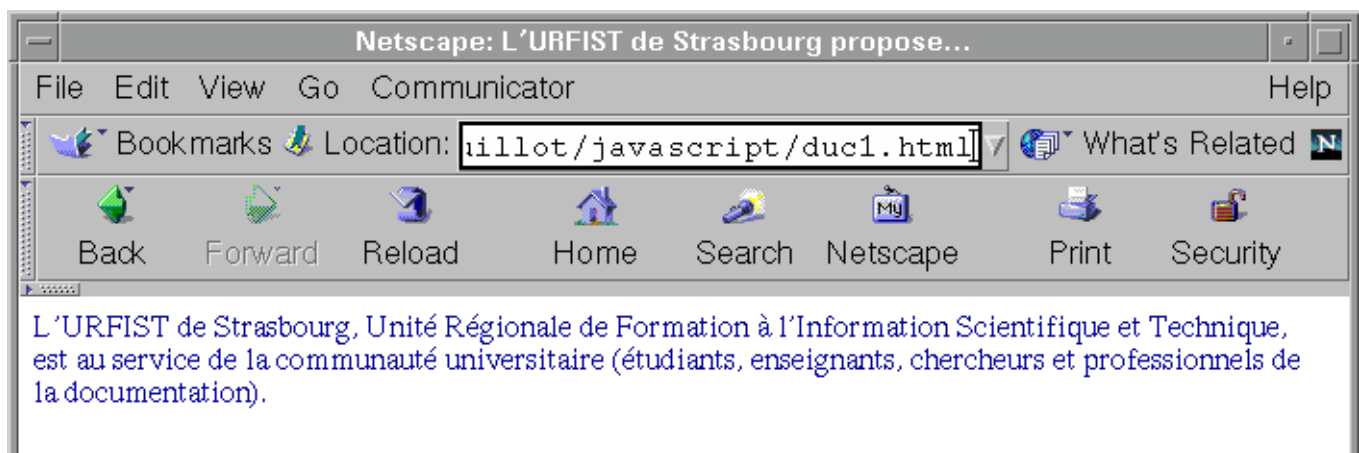 Netscape: L'URFIST de Strasbourg propose...
File Edit View Go Communicator Help
Bookmarks Location: uillot/javascript/duc1.html What's Related N
Back Forward Reload Home Search My Netscape Print Security
L'URFIST de Strasbourg, Unité Régionale de Formation à l'Information Scientifique et Technique,
est au service de la communauté universitaire (étudiants, enseignants, chercheurs et professionnels de
la documentation).